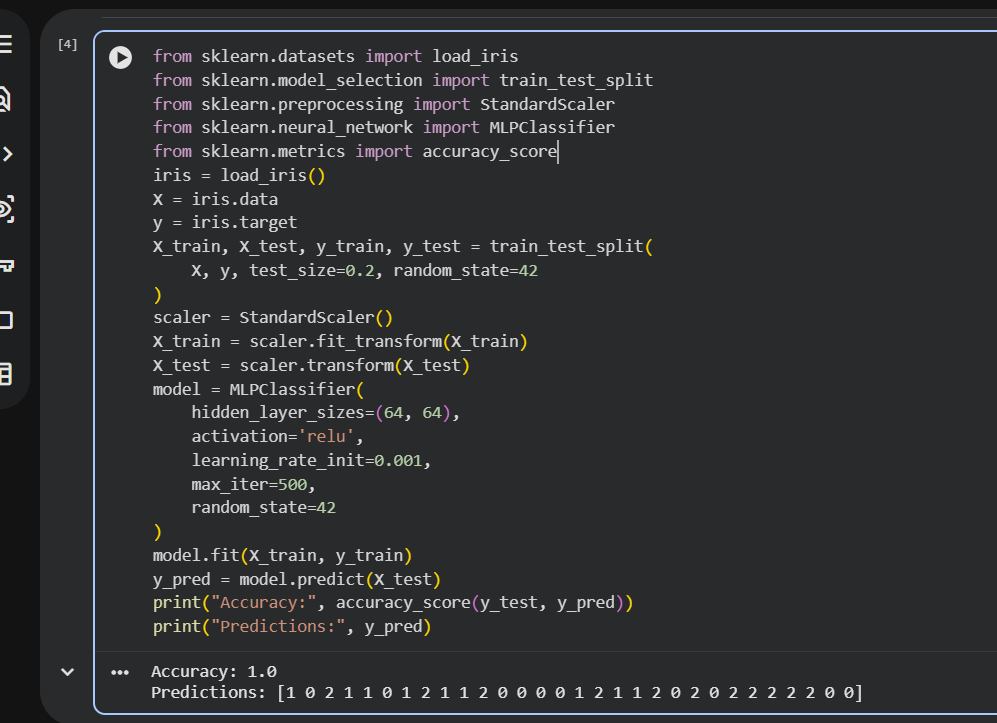 [4]
from sklearn.datasets import load_iris
from sklearn.model_selection import train_test_split
from sklearn.preprocessing import StandardScaler
from sklearn.neural_network import MLPClassifier
from sklearn.metrics import accuracy_score
iris = load_iris()
X = iris.data
y = iris.target
X_train, X_test, y_train, y_test = train_test_split(
    X, y, test_size=0.2, random_state=42
)
scaler = StandardScaler()
X_train = scaler.fit_transform(X_train)
X_test = scaler.transform(X_test)
model = MLPClassifier(
    hidden_layer_sizes=(64, 64),
    activation='relu',
    learning_rate_init=0.001,
    max_iter=500,
    random_state=42
)
model.fit(X_train, y_train)
y_pred = model.predict(X_test)
print("Accuracy:", accuracy_score(y_test, y_pred))
print("Predictions:", y_pred)
Accuracy: 1.0
Predictions: [1 0 2 1 1 0 1 2 1 1 2 0 0 0 0 1 2 1 1 2 0 2 0 2 2 2 2 2 0 0]